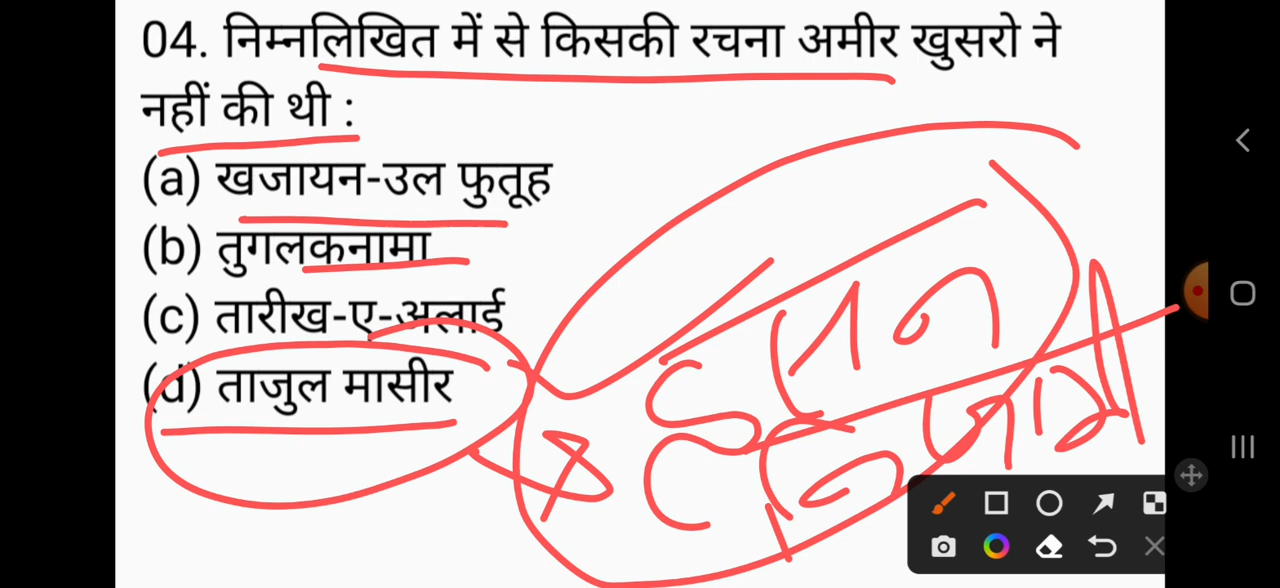 04. निम्नलिखित में से किसकी रचना अमीर खुसरो ने
नहीं की थी :
(a) खजायन-उल फुतूह
(b) तुगलकनामा
(c) तारीख-ए-अलाई
(d) ताजुल मासीर